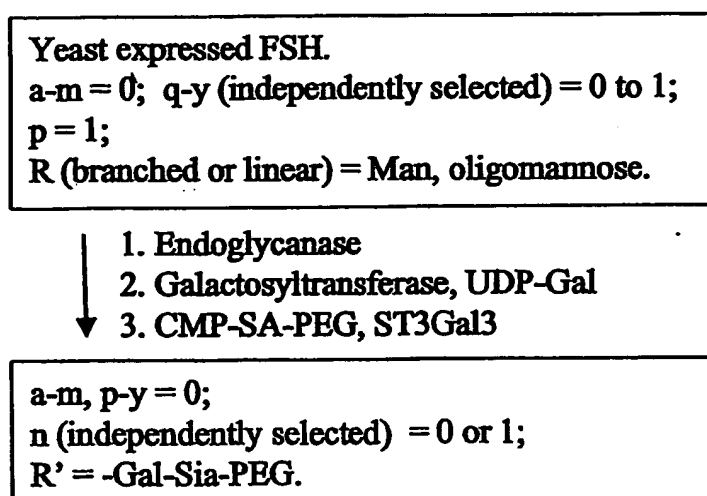 Yeast expressed FSH.
a-m = 0; q-y (independently selected) = 0 to 1;
p = 1;
R (branched or linear) = Man, oligomannose.
1. Endoglycanase
2. Galactosyltransferase, UDP-Gal
3. CMP-SA-PEG, ST3Gal3
a-m, p-y = 0;
n (independently selected) = 0 or 1;
R' = -Gal-Sia-PEG.